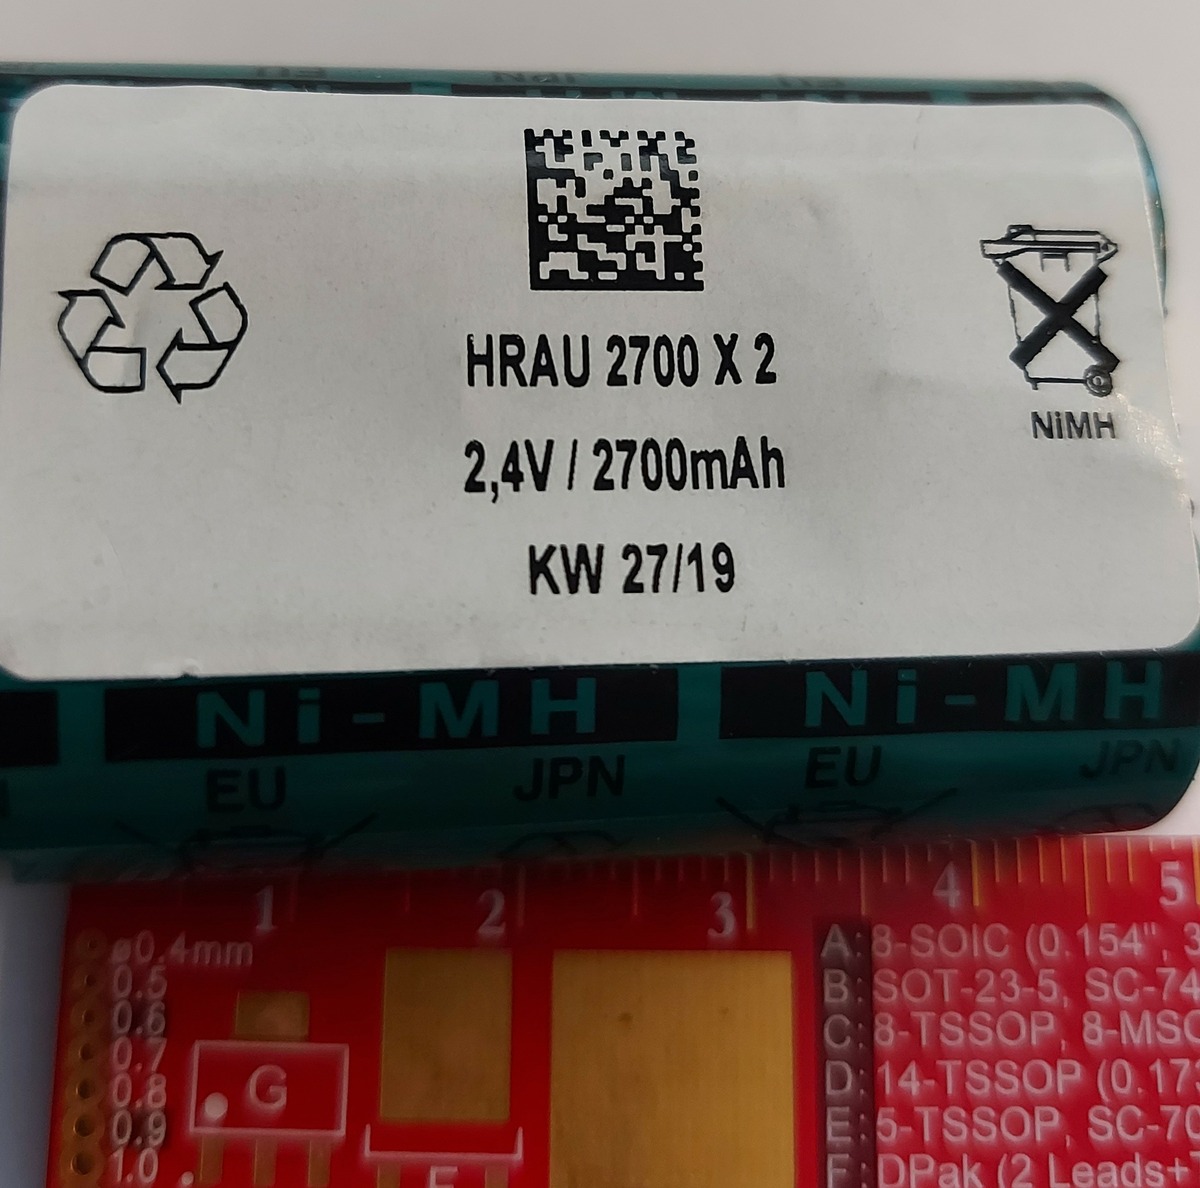 HRAU 2700 X 2
2,4V / 2700mAh
KW 27/19
NiMH
Ni-MH Ni-MH
EU JPN EU JPN
1 2 3 4 5
ø0.4mm
0.5
0.6
0.7
0.8
0.9
1.0
G
A: 8-SOIC (0.154", 3
B: SOT-23-5, SC-74
C: 8-TSSOP, 8-MSO
D: 14-TSSOP (0.173
E: 5-TSSOP, SC-70
F: DPak (2 Leads+T